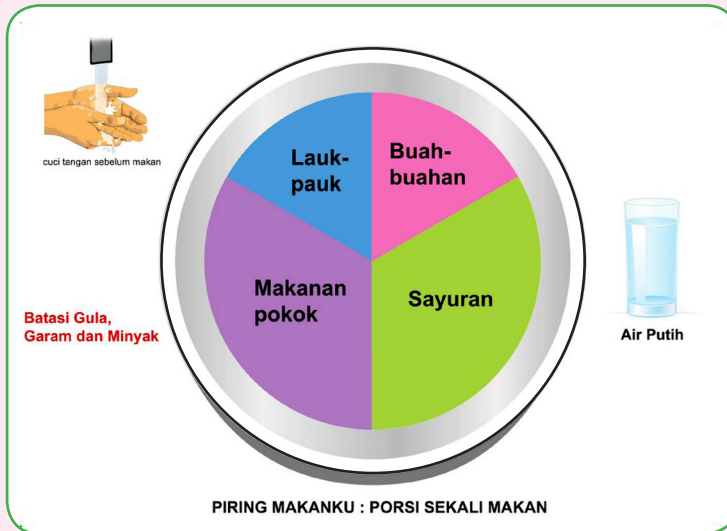 cuci tangan sebelum makan
Lauk-
pauk
Buah-
buahan
Makanan
pokok
Sayuran
Batasi Gula,
Garam dan Minyak
Air Putih
PIRING MAKANKU : PORSI SEKALI MAKAN